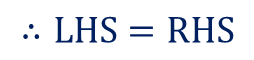 ∴ LHS = RHS